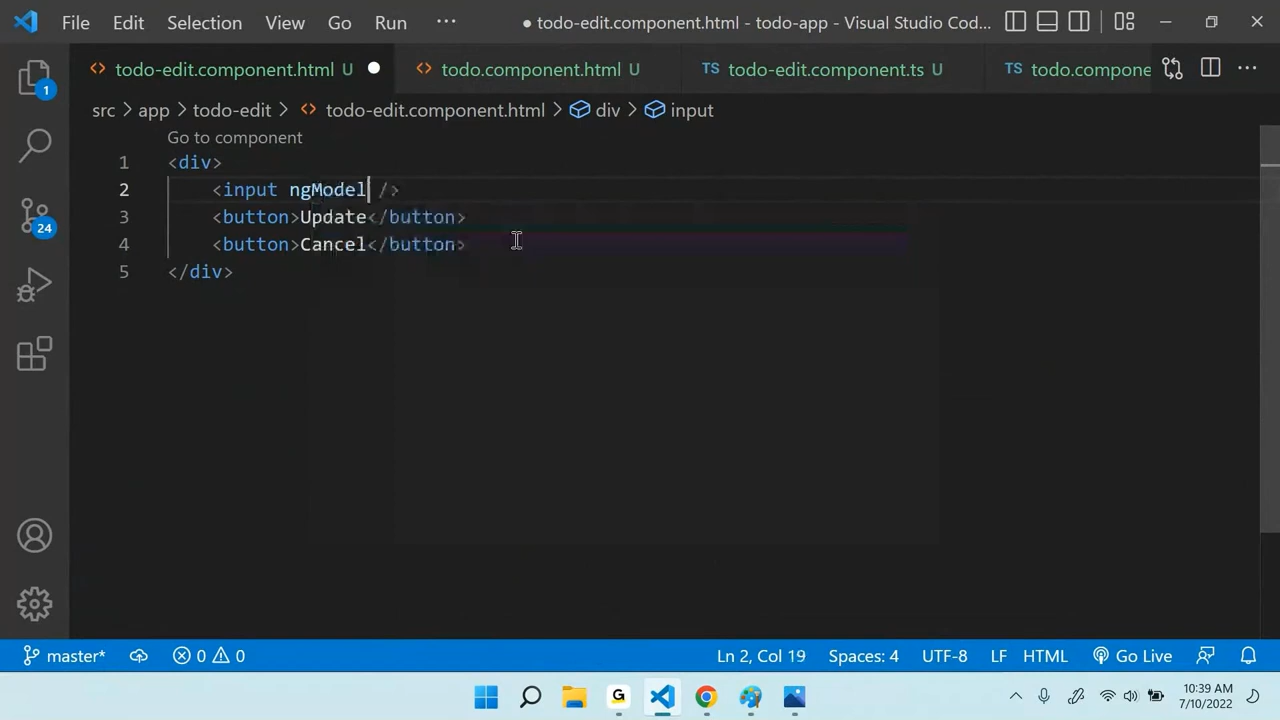 File Edit Selection View Go Run ··· ● todo-edit.component.html - todo-app - Visual Studio Cod...
todo-edit.component.html U ● todo.component.html U TS todo-edit.component.ts U TS todo.compone ···
src > app > todo-edit > todo-edit.component.html > div > input
Go to component
1 <div>
2 <input ngModel />
3 <button>Update</button>
4 <button>Cancel</button>
5 </div>
1
24
master* 0 0 Ln 2, Col 19 Spaces: 4 UTF-8 LF HTML Go Live
G
10:39 AM
7/10/2022